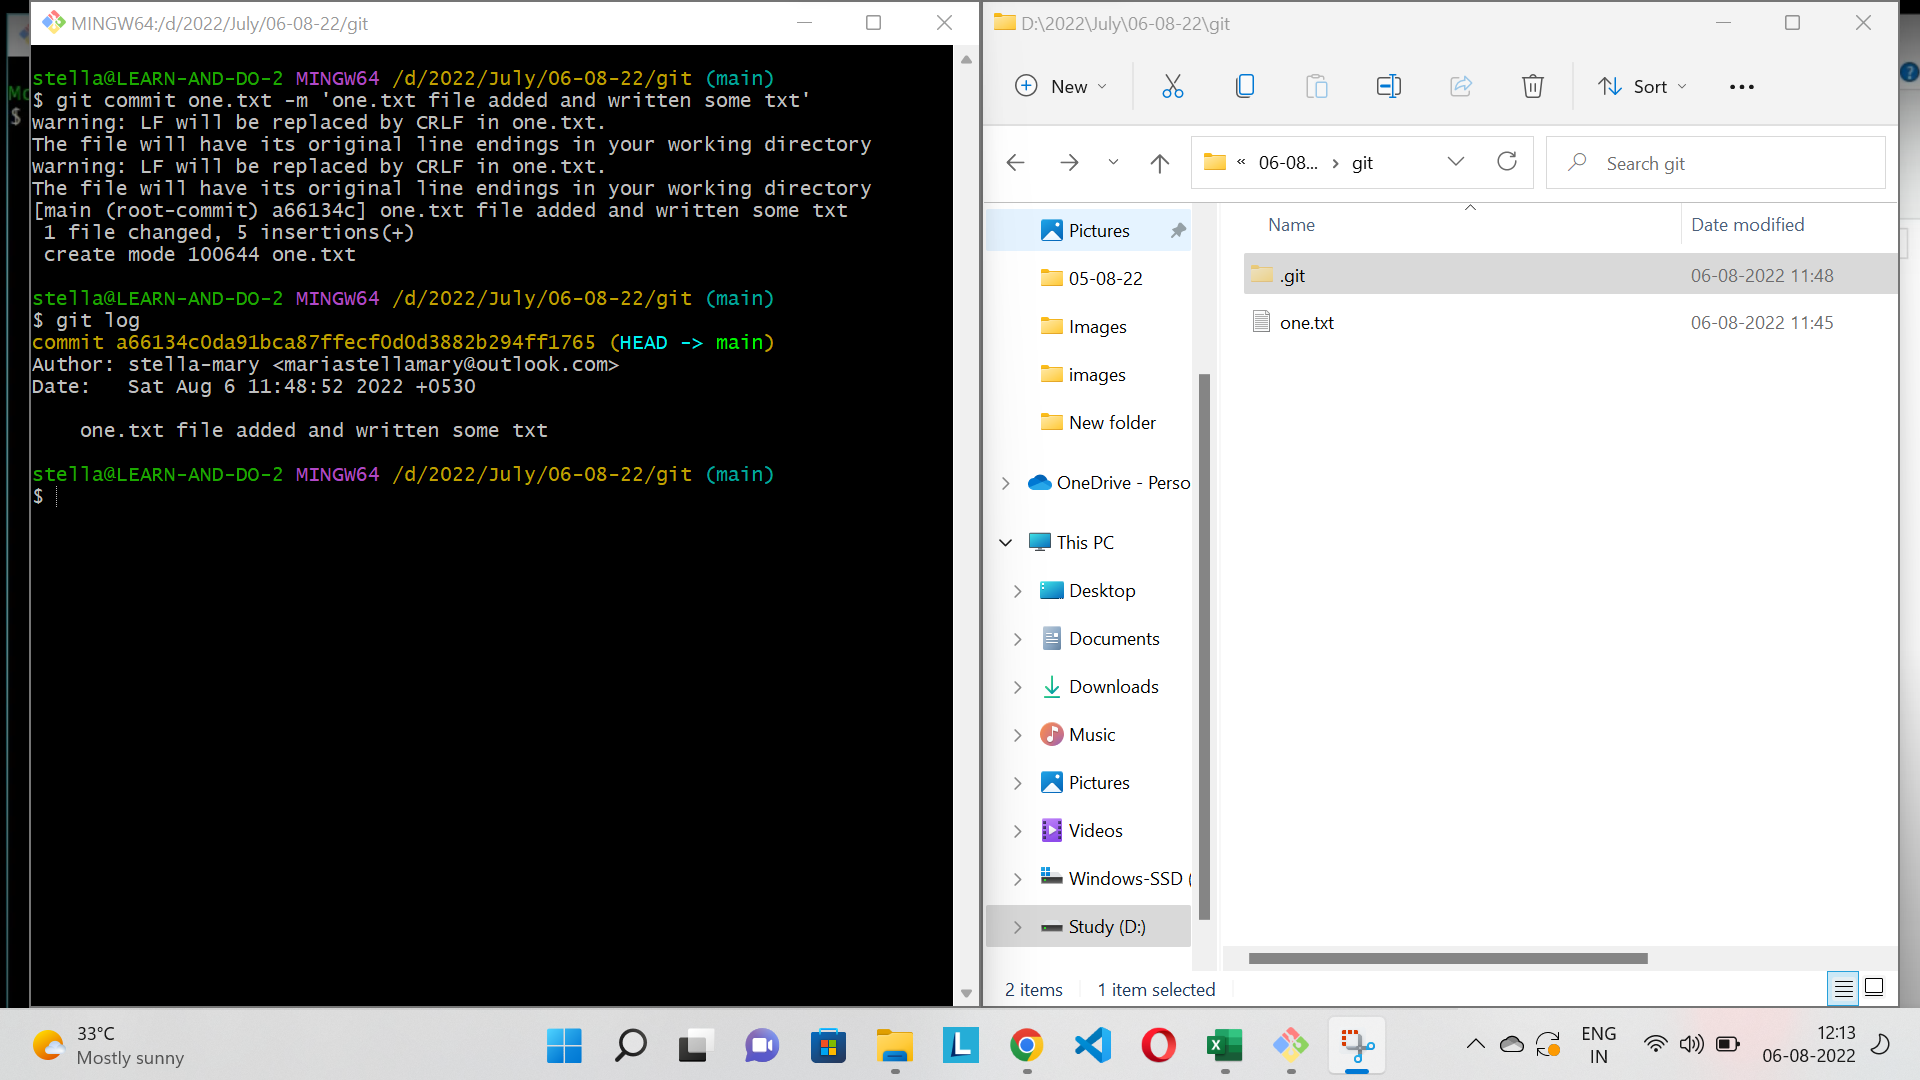 MINGW64:/d/2022/July/06-08-22/git
stella@LEARN-AND-DO-2 MINGW64 /d/2022/July/06-08-22/git (main)
$ git commit one.txt -m 'one.txt file added and written some txt'
warning: LF will be replaced by CRLF in one.txt.
The file will have its original line endings in your working directory
warning: LF will be replaced by CRLF in one.txt.
The file will have its original line endings in your working directory
[main (root-commit) a66134c] one.txt file added and written some txt
1 file changed, 5 insertions(+)
create mode 100644 one.txt
stella@LEARN-AND-DO-2 MINGW64 /d/2022/July/06-08-22/git (main)
$ git log
commit a66134c0da91bca87ffecf0d0d3882b294ff1765 (HEAD -> main)
Author: stella-mary <mariastellamary@outlook.com>
Date:   Sat Aug 6 11:48:52 2022 +0530
one.txt file added and written some txt
stella@LEARN-AND-DO-2 MINGW64 /d/2022/July/06-08-22/git (main)
$
D:\2022\July\06-08-22\git
New
Sort
« 06-08... › git
Search git
Name
Date modified
.git
06-08-2022 11:48
one.txt
06-08-2022 11:45
Pictures
05-08-22
Images
images
New folder
OneDrive - Perso
This PC
Desktop
Documents
Downloads
Music
Pictures
Videos
Windows-SSD (
Study (D:)
2 items
1 item selected
33°C
Mostly sunny
ENG
IN
12:13
06-08-2022